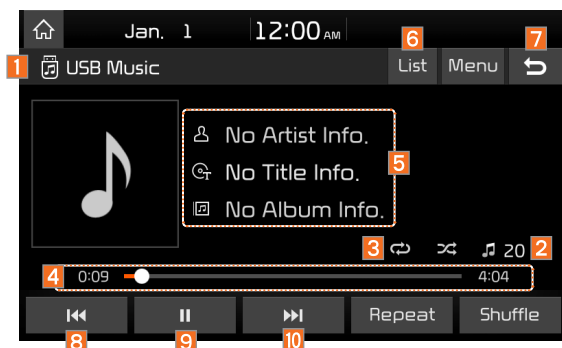 Jan. 1 12:00 AM
6 7
1 USB Music List Menu
No Artist Info.
No Title Info. 5
No Album Info.
3 20 2
4 0:09 4:04
Repeat Shuffle
8 9 10